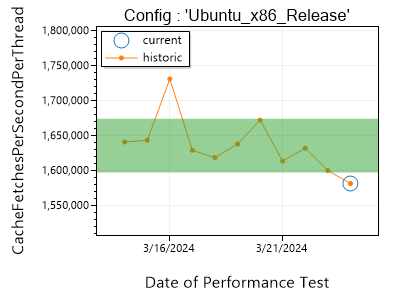 Config : 'Ubuntu_x86_Release'
CacheFetchesPerSecondPerThread
1,800,000
1,750,000
1,700,000
1,650,000
1,600,000
1,550,000
current
historic
3/16/2024
3/21/2024
Date of Performance Test